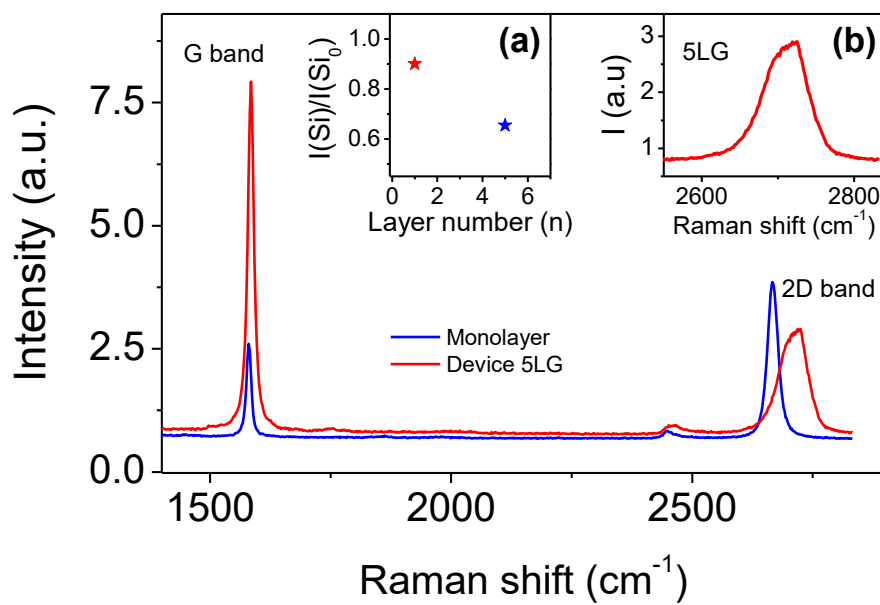 G band
(a)
I(Si)/I(Si₀)
1.0
0.8
0.6
0 2 4 6
Layer number (n)
(b)
5LG
I (a.u)
3
2
1
2600 2800
Raman shift (cm⁻¹)
Intensity (a.u.)
7.5
5.0
2.5
0.0
2D band
Monolayer
Device 5LG
1500 2000 2500
Raman shift (cm⁻¹)